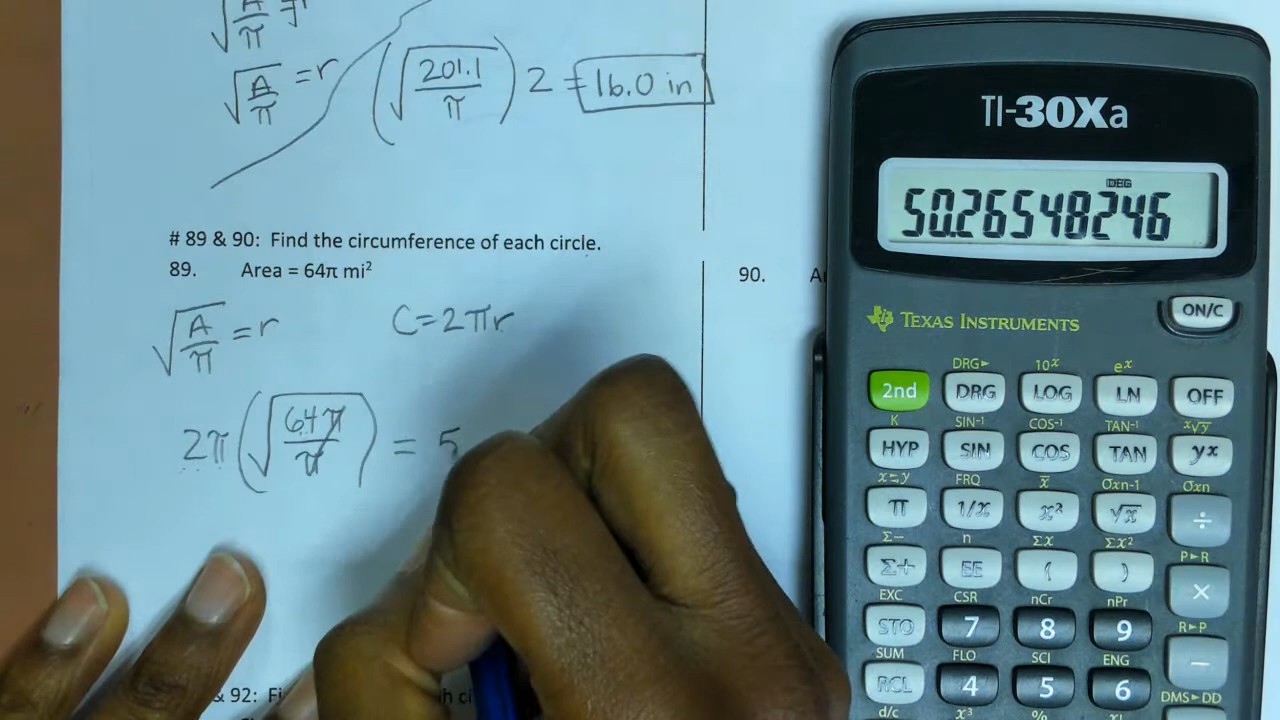 √A/π = r
√A/π = r (√201.1/π) 2 = 16.0 in
# 89 & 90: Find the circumference of each circle.
89. Area = 64π mi²
90.
√A/π = r C=2πr
2π(√64π/π) = 5
& 92:
TI-30Xa
DEG
50.26548246
TEXAS INSTRUMENTS
ON/C
DRG► 10ˣ eˣ
2nd DRG LOG LN OFF
K SIN⁻¹ COS⁻¹ TAN⁻¹ ˣ√y
HYP SIN COS TAN yˣ
x⇆y FRQ x̄ σxn-1 σxn
π 1/x x² √x ÷
Σ− n Σx Σx² P►R
Σ+ EE ( ) ×
EXC CSR nCr nPr R►P
STO 7 8 9 −
SUM FLO SCI ENG DMS►DD
RCL 4 5 6
d/c x³ %